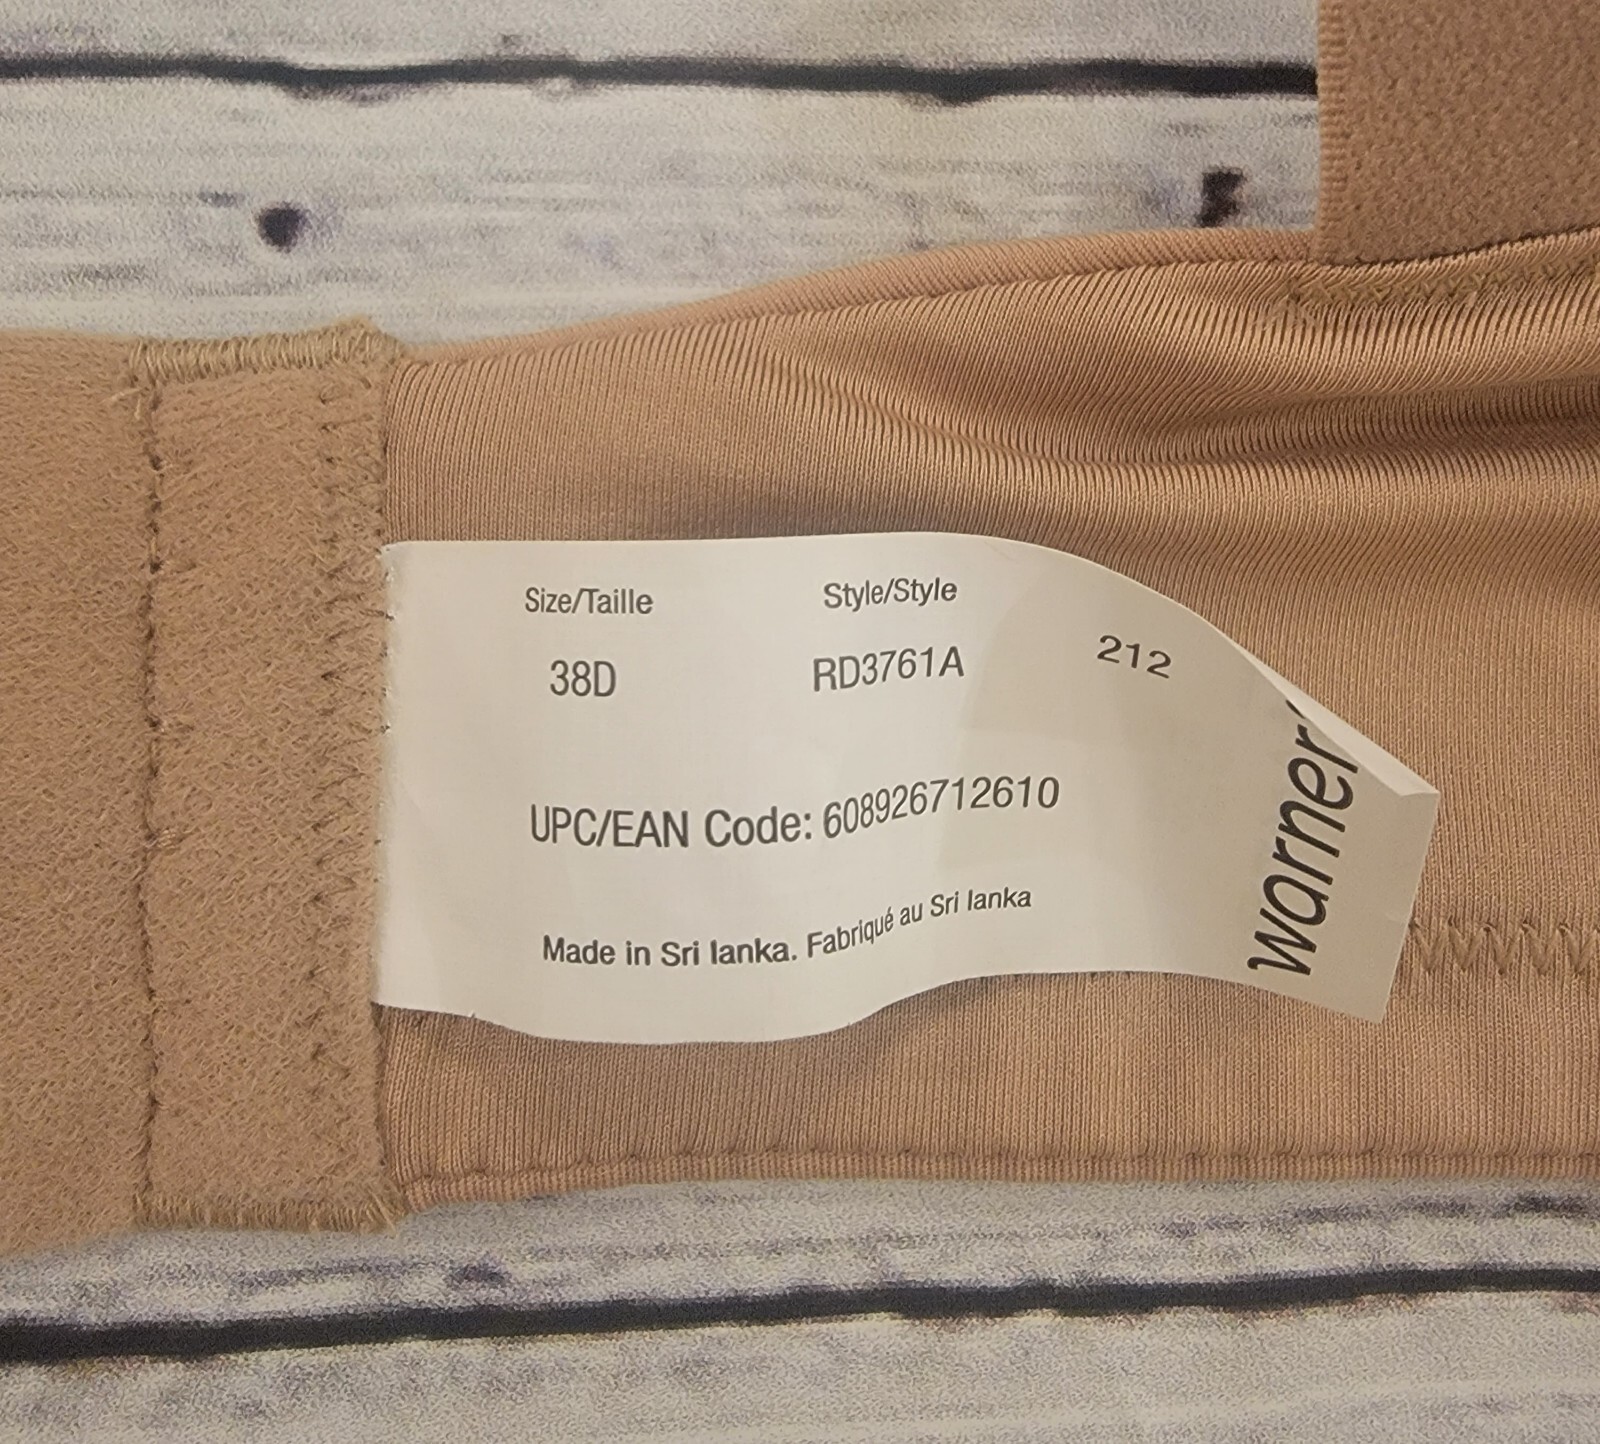 Size/Taille Style/Style
38D RD3761A 212
UPC/EAN Code: 608926712610
Made in Sri lanka. Fabriqué au Sri lanka
warner'